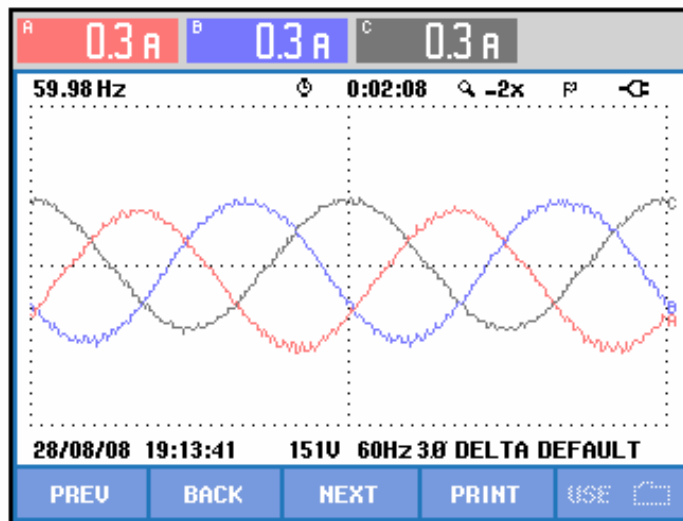 A 0.3 A B 0.3 A C 0.3 A
59.98 Hz 0:02:08 -2x
C
B
A
28/08/08 19:13:41 151V 60Hz 3Ø DELTA DEFAULT
PREV BACK NEXT PRINT USE